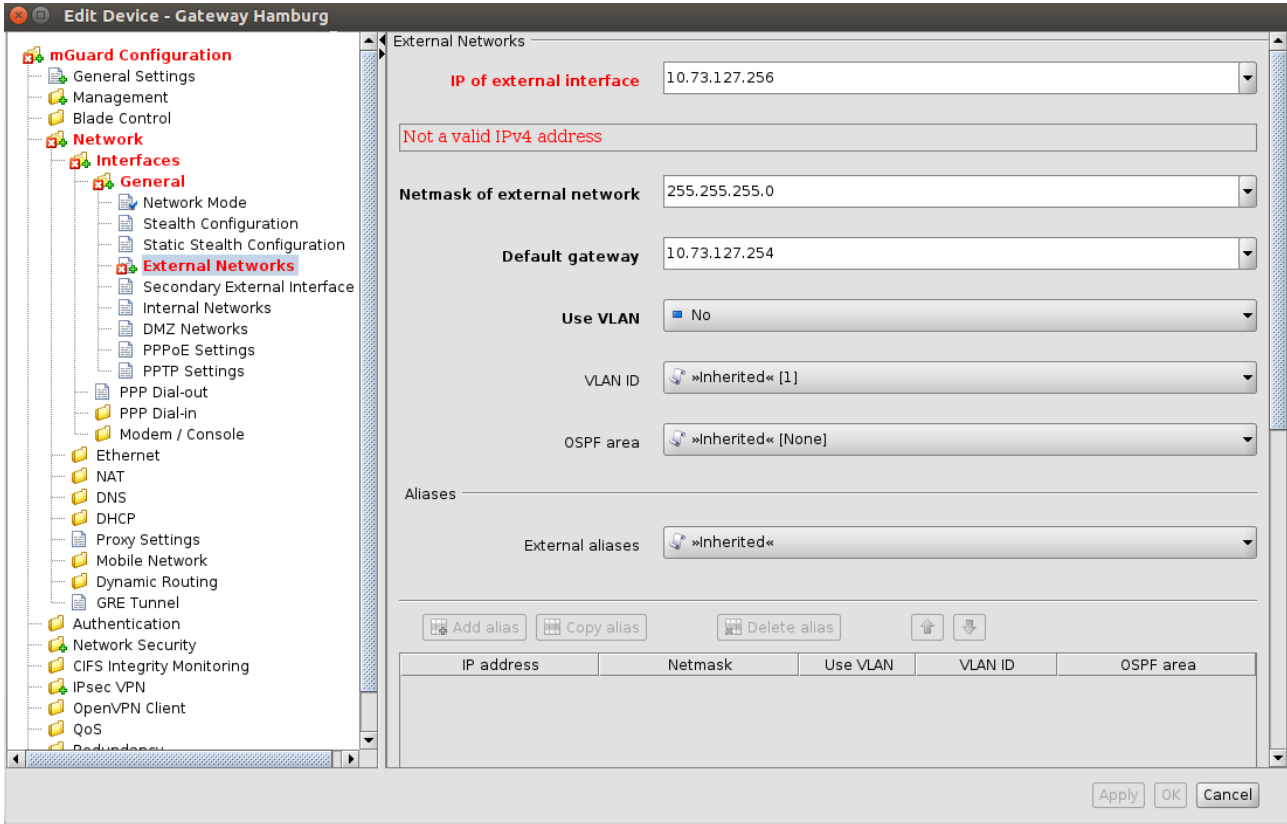 Edit Device - Gateway Hamburg
mGuard Configuration
General Settings
Management
Blade Control
Network
Interfaces
General
Network Mode
Stealth Configuration
Static Stealth Configuration
External Networks
Secondary External Interface
Internal Networks
DMZ Networks
PPPoE Settings
PPTP Settings
PPP Dial-out
PPP Dial-in
Modem / Console
Ethernet
NAT
DNS
DHCP
Proxy Settings
Mobile Network
Dynamic Routing
GRE Tunnel
Authentication
Network Security
CIFS Integrity Monitoring
IPsec VPN
OpenVPN Client
QoS
Redundancy
External Networks
IP of external interface 10.73.127.256
Not a valid IPv4 address
Netmask of external network 255.255.255.0
Default gateway 10.73.127.254
Use VLAN No
VLAN ID »Inherited« [1]
OSPF area »Inherited« [None]
Aliases
External aliases »Inherited«
Add alias Copy alias Delete alias
IP address Netmask Use VLAN VLAN ID OSPF area
Apply OK Cancel